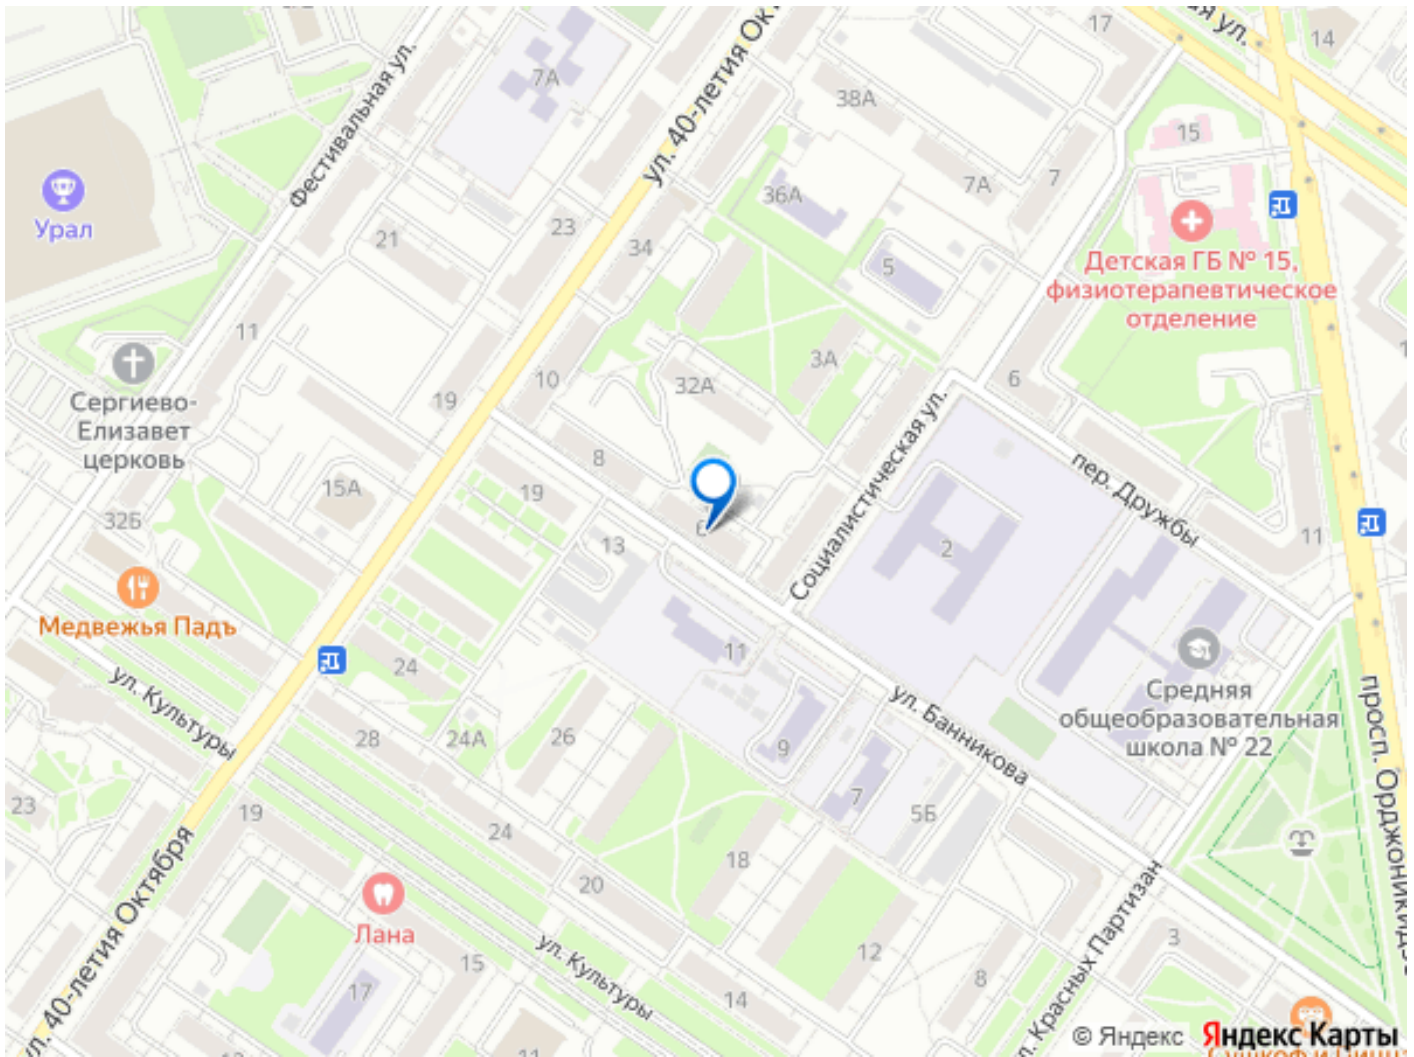 17
14
7А
ул. 40-летия
38А
15
Фестивальная ул.
7А
7
36А
Урал
21
23
34
5
Детская ГБ № 15,
физиотерапевтическое
отделение
11
10
32А
3А
6
19
Сергиево-
Елизавет
церковь
15А
8
19
Социалистическая ул.
пер. Дружбы
32Б
13
2
11
Медвежья Падъ
24
11
ул. Культуры
28
24А
26
9
7
5Б
ул. Банникова
Средняя
общеобразовательная
школа № 22
просп. Орджоникидзе
23
19
24
18
ул. 40-летия Октября
20
12
Лана
15
17
ул. Культуры
14
8
3
ул. Красных Партизан
11
© Яндекс Яндекс Карты